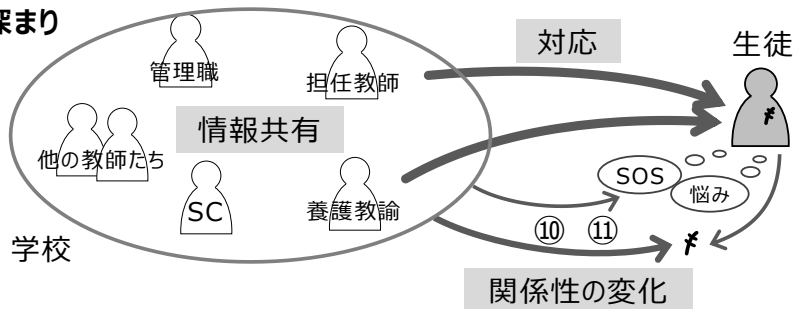 深まり
対応
生徒
管理職
担任教師
情報共有
他の教師たち
SC
養護教諭
SOS
悩み
学校
⑩ ⑪
関係性の変化